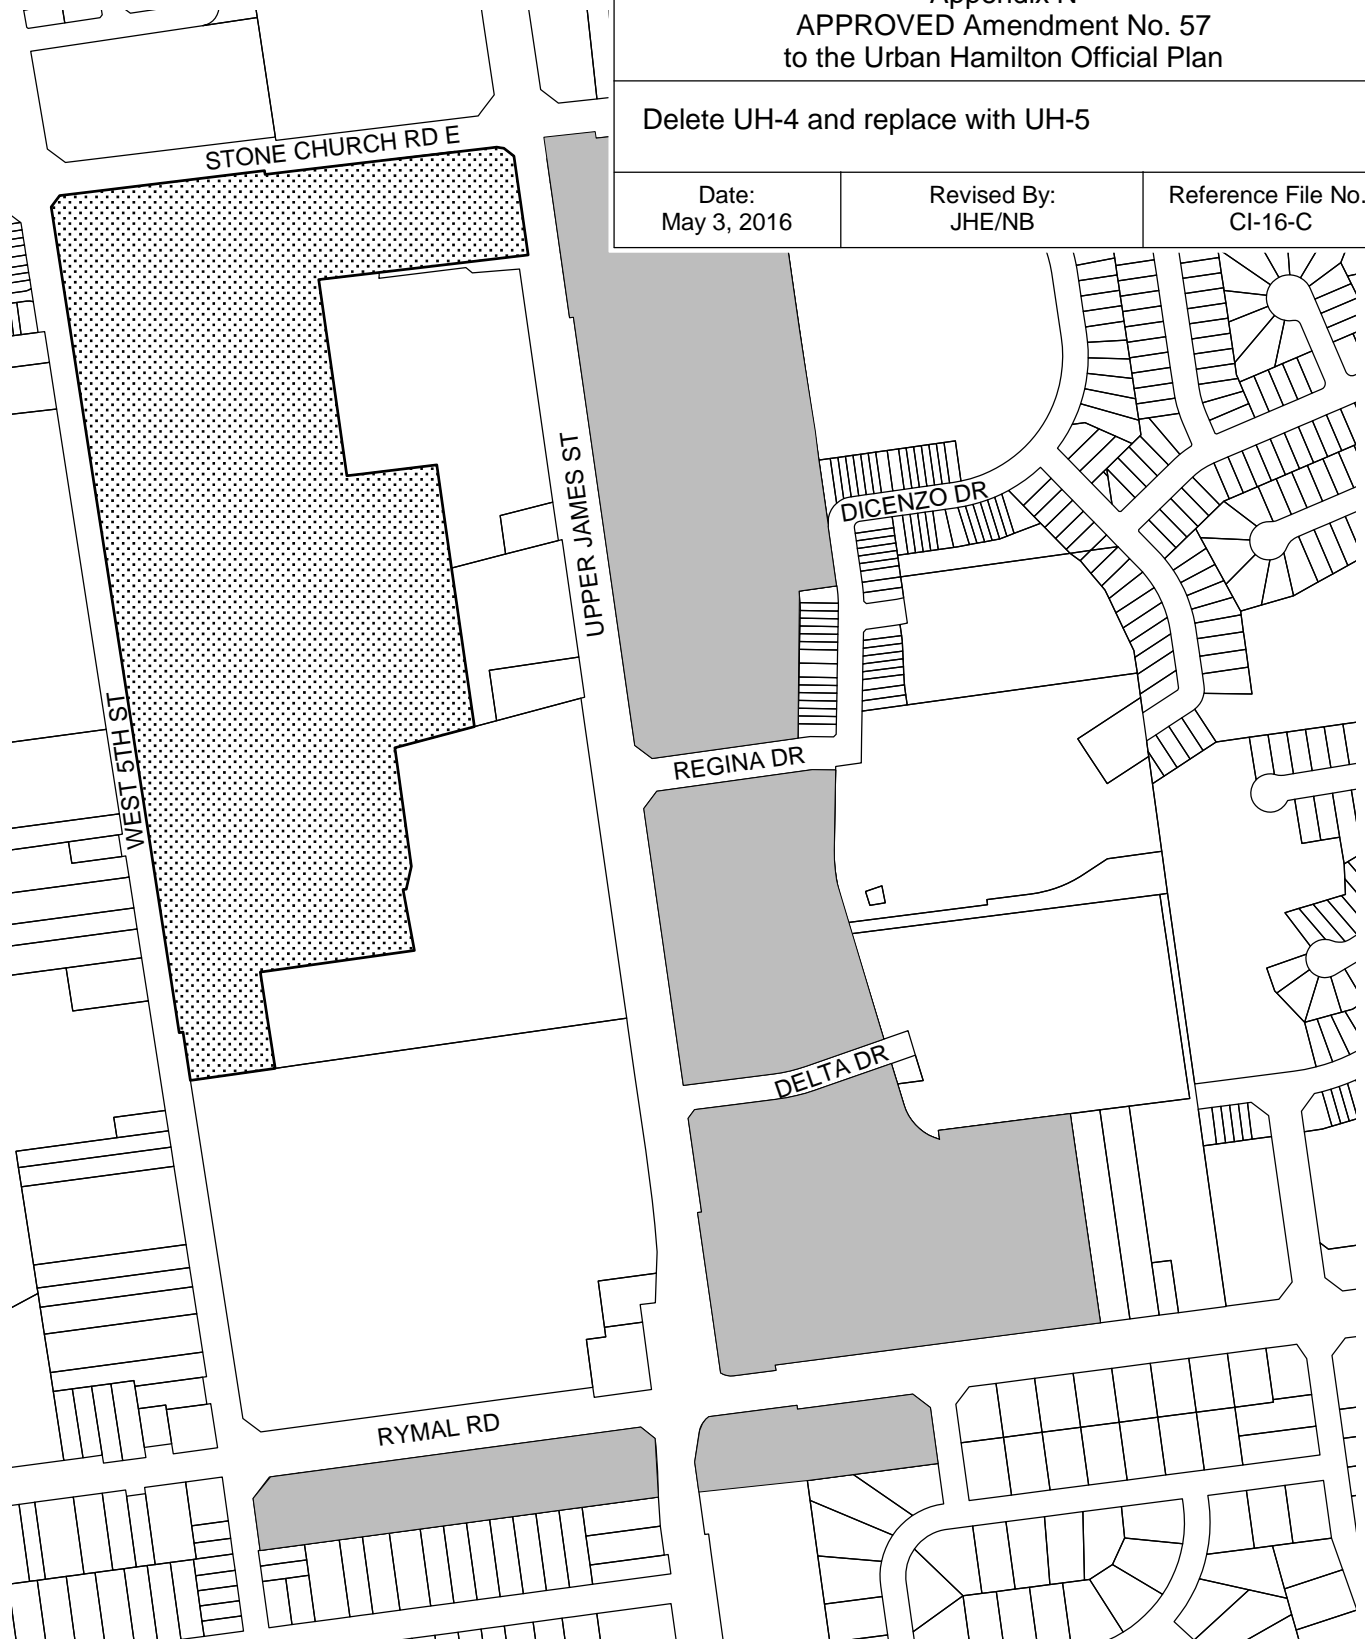 Appendix N
APPROVED Amendment No. 57
to the Urban Hamilton Official Plan
Delete UH-4 and replace with UH-5
Date:
May 3, 2016
Revised By:
JHE/NB
Reference File No.
CI-16-C
STONE CHURCH RD E
UPPER JAMES ST
DICENZO DR
WEST 5TH ST
REGINA DR
DELTA DR
RYMAL RD